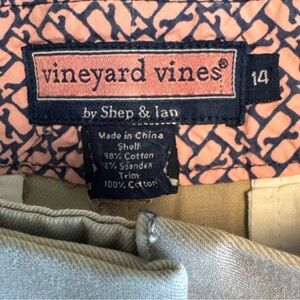 vineyard vines®
14
by Shep & Ian
Made in China
Shell:
98% Cotton
2% Spandex
Trim:
100% Cotton